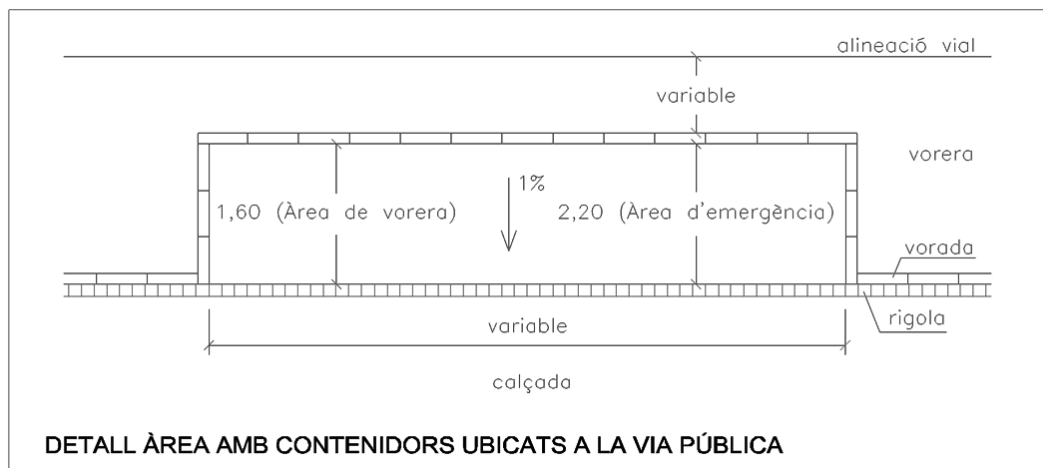 alineació vial
variable
vorera
1%
1,60 (Àrea de vorera)
2,20 (Àrea d'emergència)
vorada
rigola
variable
calçada
DETALL ÀREA AMB CONTENIDORS UBICATS A LA VIA PÚBLICA